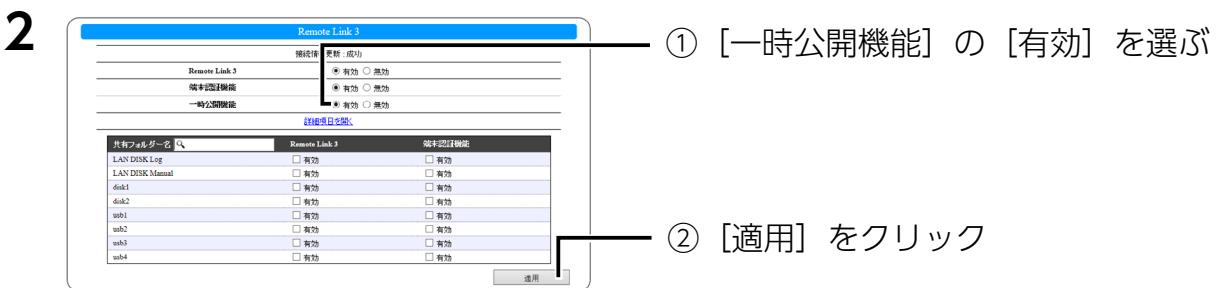 2
Remote Link 3
接続情 更新 : 成功
Remote Link 3 有効 無効
端末認証機能 有効 無効
一時公開機能 有効 無効
詳細項目を開く
共有フォルダー名 Remote Link 3 端末認証機能
LAN DISK Log 有効 有効
LAN DISK Manual 有効 有効
disk1 有効 有効
disk2 有効 有効
usb1 有効 有効
usb2 有効 有効
usb3 有効 有効
usb4 有効 有効
適用
① [一時公開機能] の [有効] を選ぶ
② [適用] をクリック